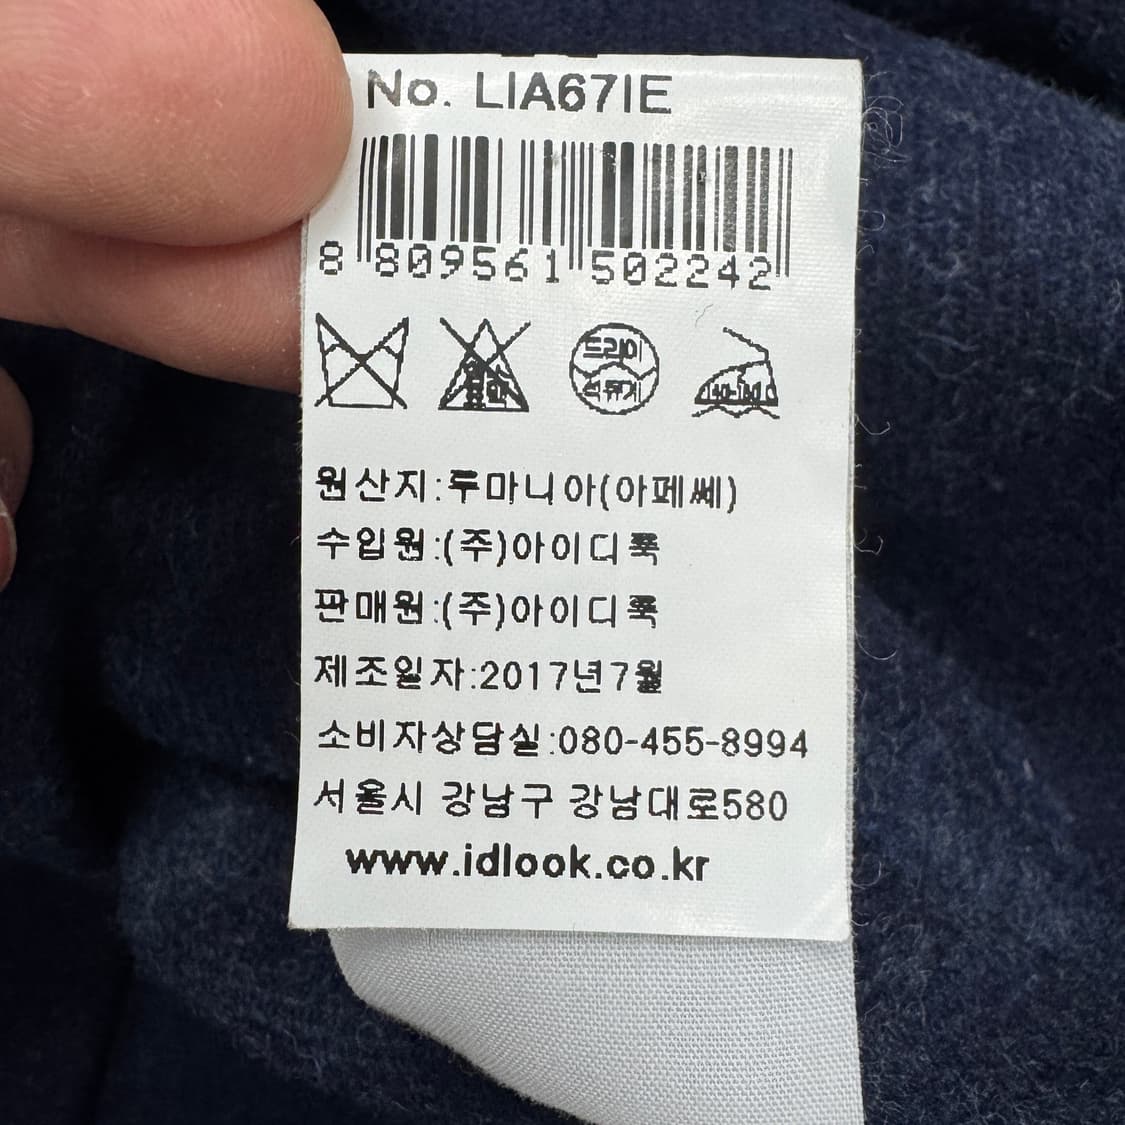 No. LIA67IE
8 809561 502242
드라이
석유계
원산지:루마니아(아페쎄)
수입원:(주)아이디룩
판매원:(주)아이디룩
제조일자:2017년7월
소비자상담실:080-455-8994
서울시 강남구 강남대로580
www.idlook.co.kr